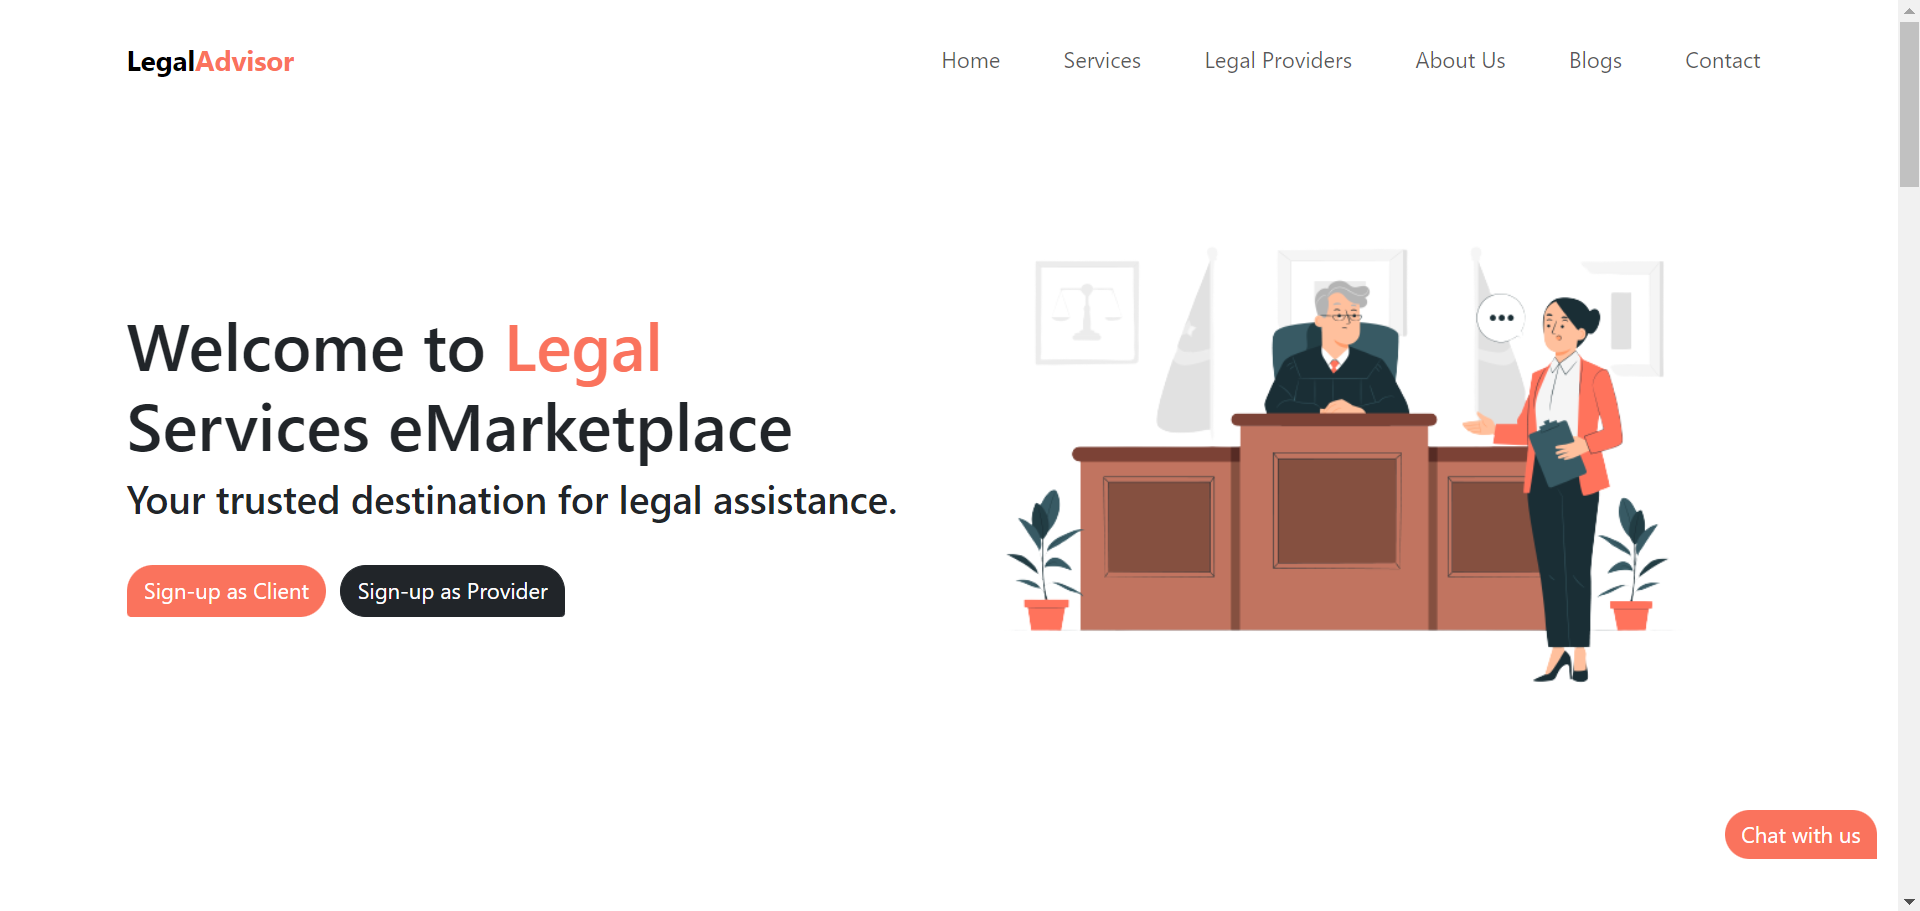 LegalAdvisor
Home Services Legal Providers About Us Blogs Contact
Welcome to Legal
Services eMarketplace
Your trusted destination for legal assistance.
Sign-up as Client Sign-up as Provider
Chat with us